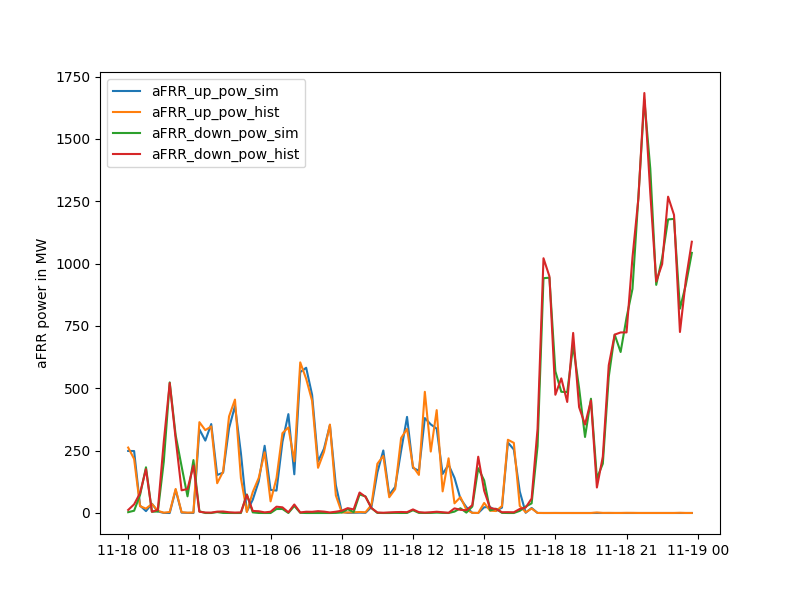 1750
1500
1250
1000
750
500
250
0
aFRR power in MW
aFRR_up_pow_sim
aFRR_up_pow_hist
aFRR_down_pow_sim
aFRR_down_pow_hist
11-18 00 11-18 03 11-18 06 11-18 09 11-18 12 11-18 15 11-18 18 11-18 21 11-19 00